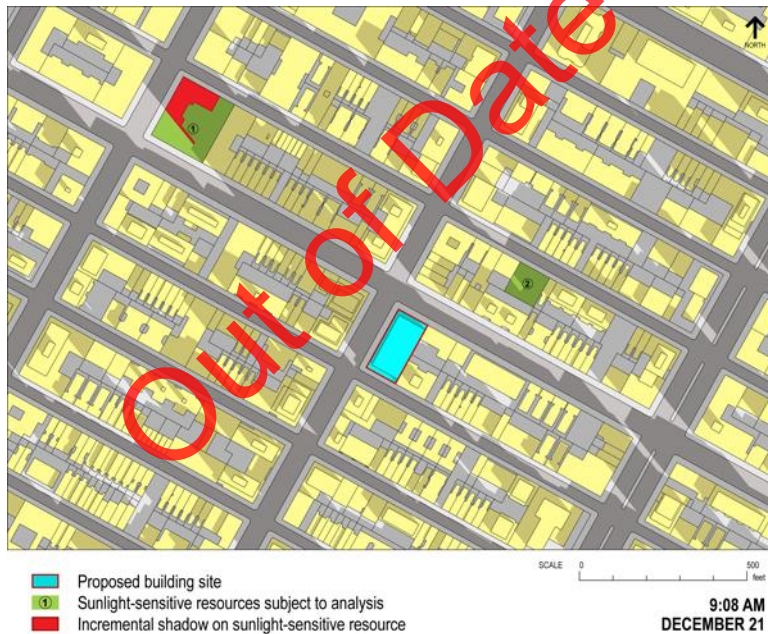 NORTH
①
②
Out of Date
SCALE 0 500
feet
Proposed building site
① Sunlight-sensitive resources subject to analysis
Incremental shadow on sunlight-sensitive resource
9:08 AM
DECEMBER 21